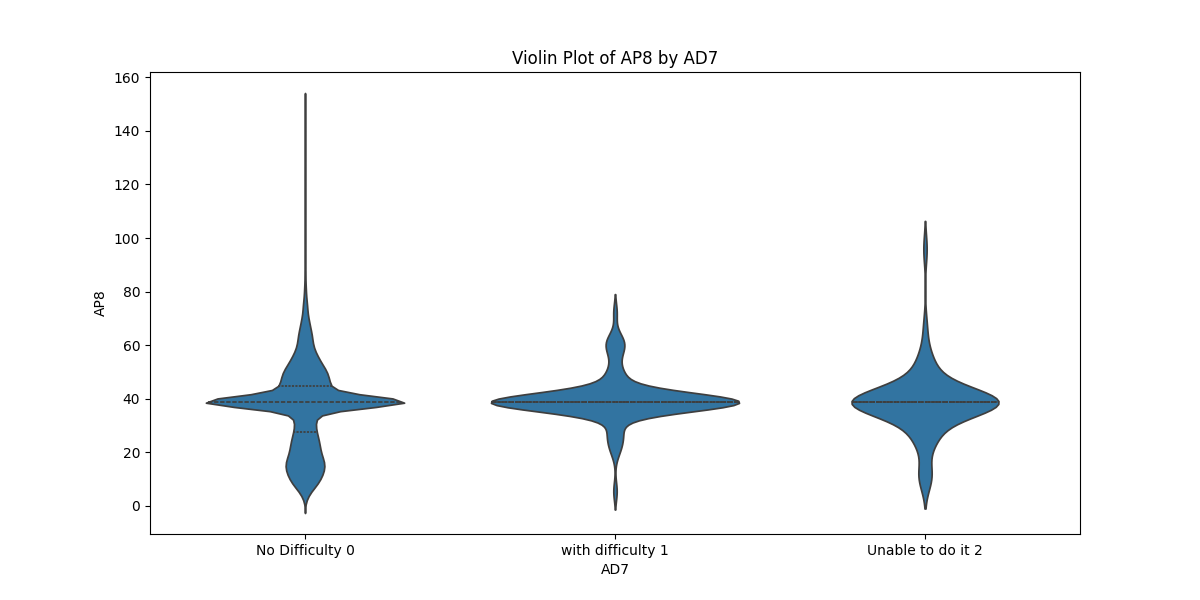 Violin Plot of AP8 by AD7
160
140
120
100
80
60
40
20
0
AP8
No Difficulty 0
with difficulty 1
Unable to do it 2
AD7